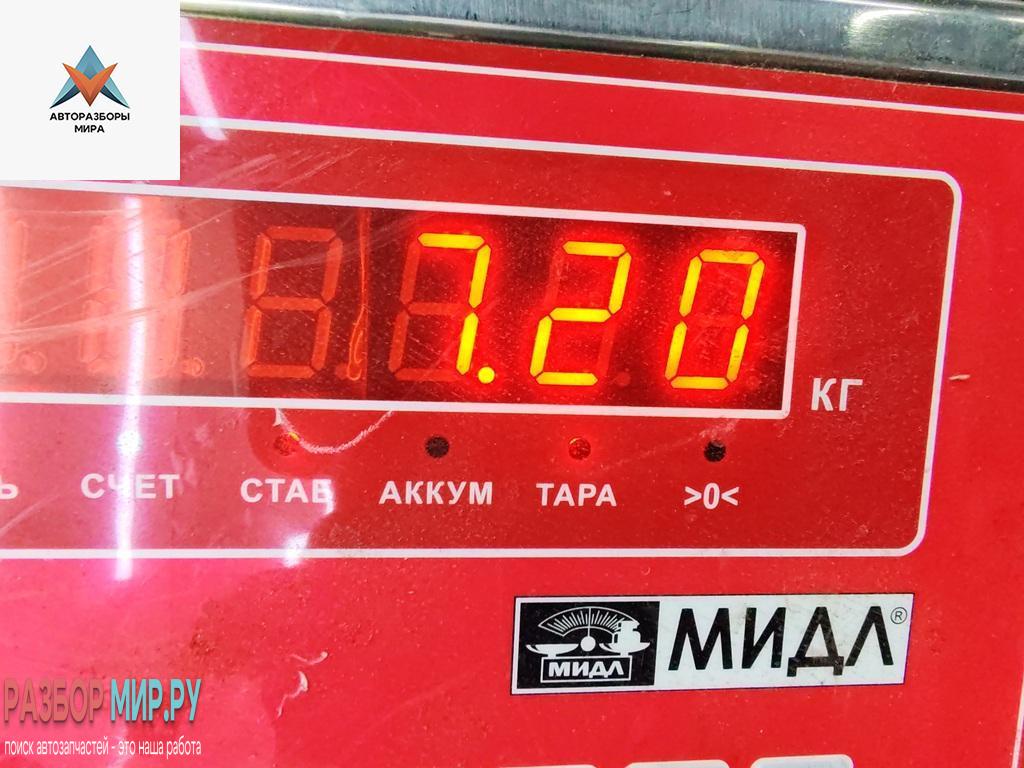 АВТОРАЗБОРЫ
МИРА
7.20
КГ
СЧЕТ СТАБ АККУМ ТАРА >0<
МИДЛ МИДЛ®
РАЗБОР МИР.РУ
поиск автозапчастей - это наша работа